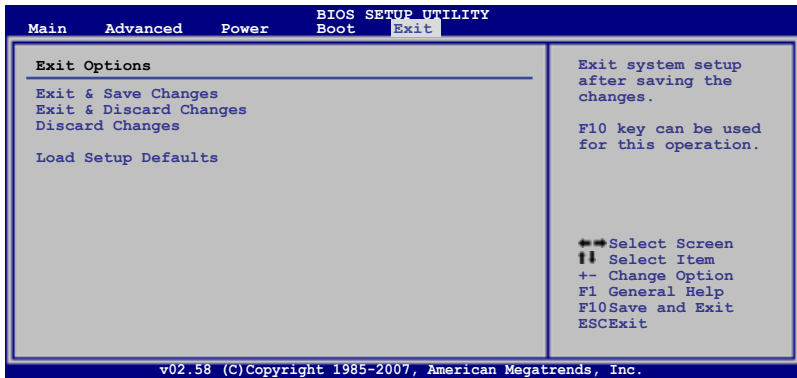 BIOS SETUP UTILITY
Main Advanced Power Boot Exit
Exit Options
Exit & Save Changes
Exit & Discard Changes
Discard Changes
Load Setup Defaults
Exit system setup
after saving the
changes.
F10 key can be used
for this operation.
←→Select Screen
↑↓ Select Item
+- Change Option
F1 General Help
F10Save and Exit
ESCExit
v02.58 (C)Copyright 1985-2007, American Megatrends, Inc.